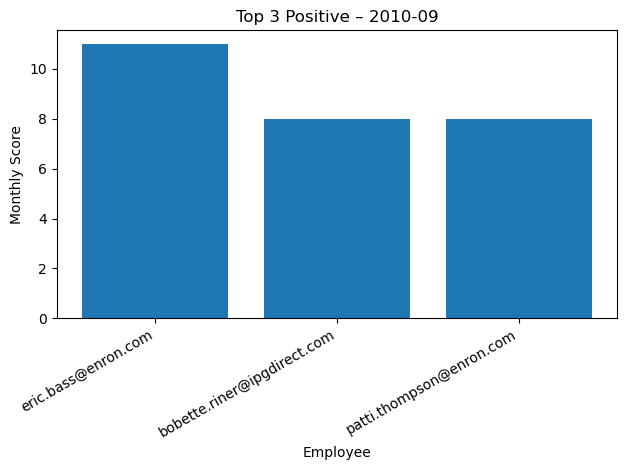 Top 3 Positive – 2010-09
Monthly Score
10
8
6
4
2
0
eric.bass@enron.com
bobette.riner@ipgdirect.com
patti.thompson@enron.com
Employee